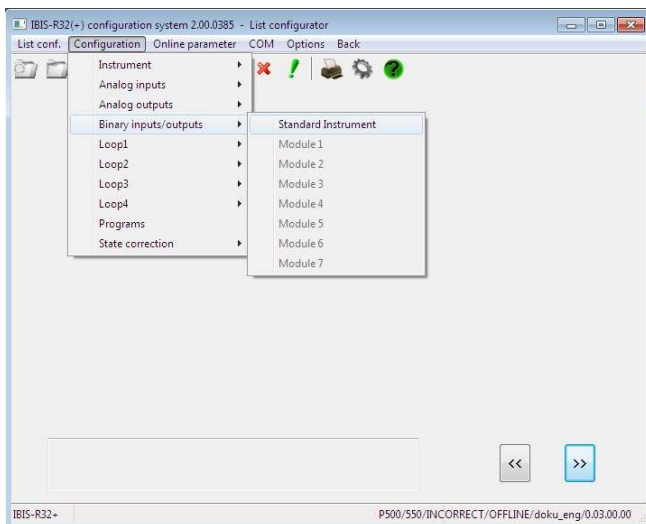 IBIS-R32(+) configuration system 2.00.0385 - List configurator
List conf. Configuration Online parameter COM Options Back
Instrument
Analog inputs
Analog outputs
Binary inputs/outputs
Loop1
Loop2
Loop3
Loop4
Programs
State correction
Standard Instrument
Module 1
Module 2
Module 3
Module 4
Module 5
Module 6
Module 7
<< >>
IBIS-R32+ P500/550/INCORRECT/OFFLINE/doku_eng/0.03.00.00